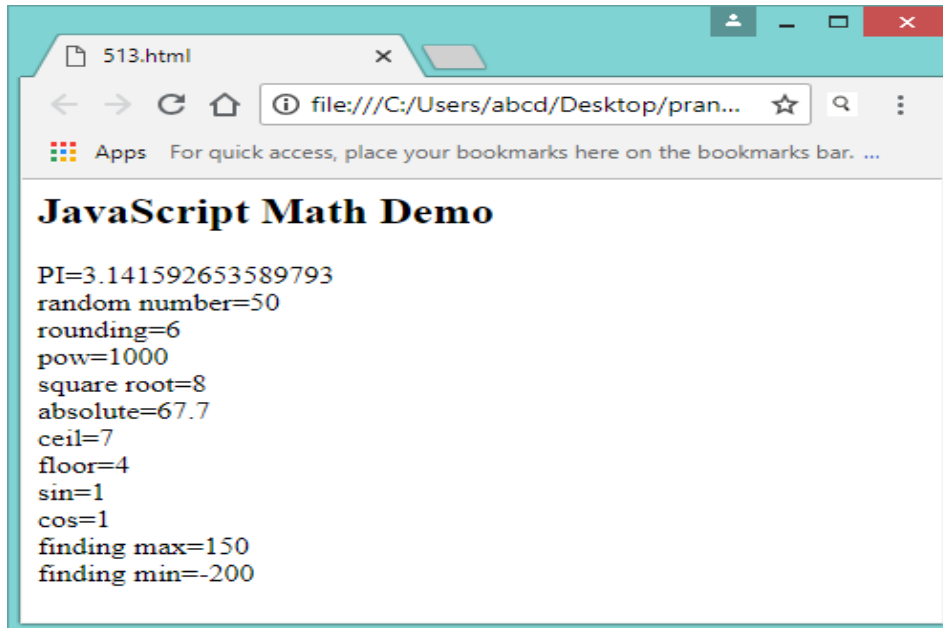 513.html
file:///C:/Users/abcd/Desktop/pran...
Apps For quick access, place your bookmarks here on the bookmarks bar. ...
JavaScript Math Demo
PI=3.141592653589793
random number=50
rounding=6
pow=1000
square root=8
absolute=67.7
ceil=7
floor=4
sin=1
cos=1
finding max=150
finding min=-200